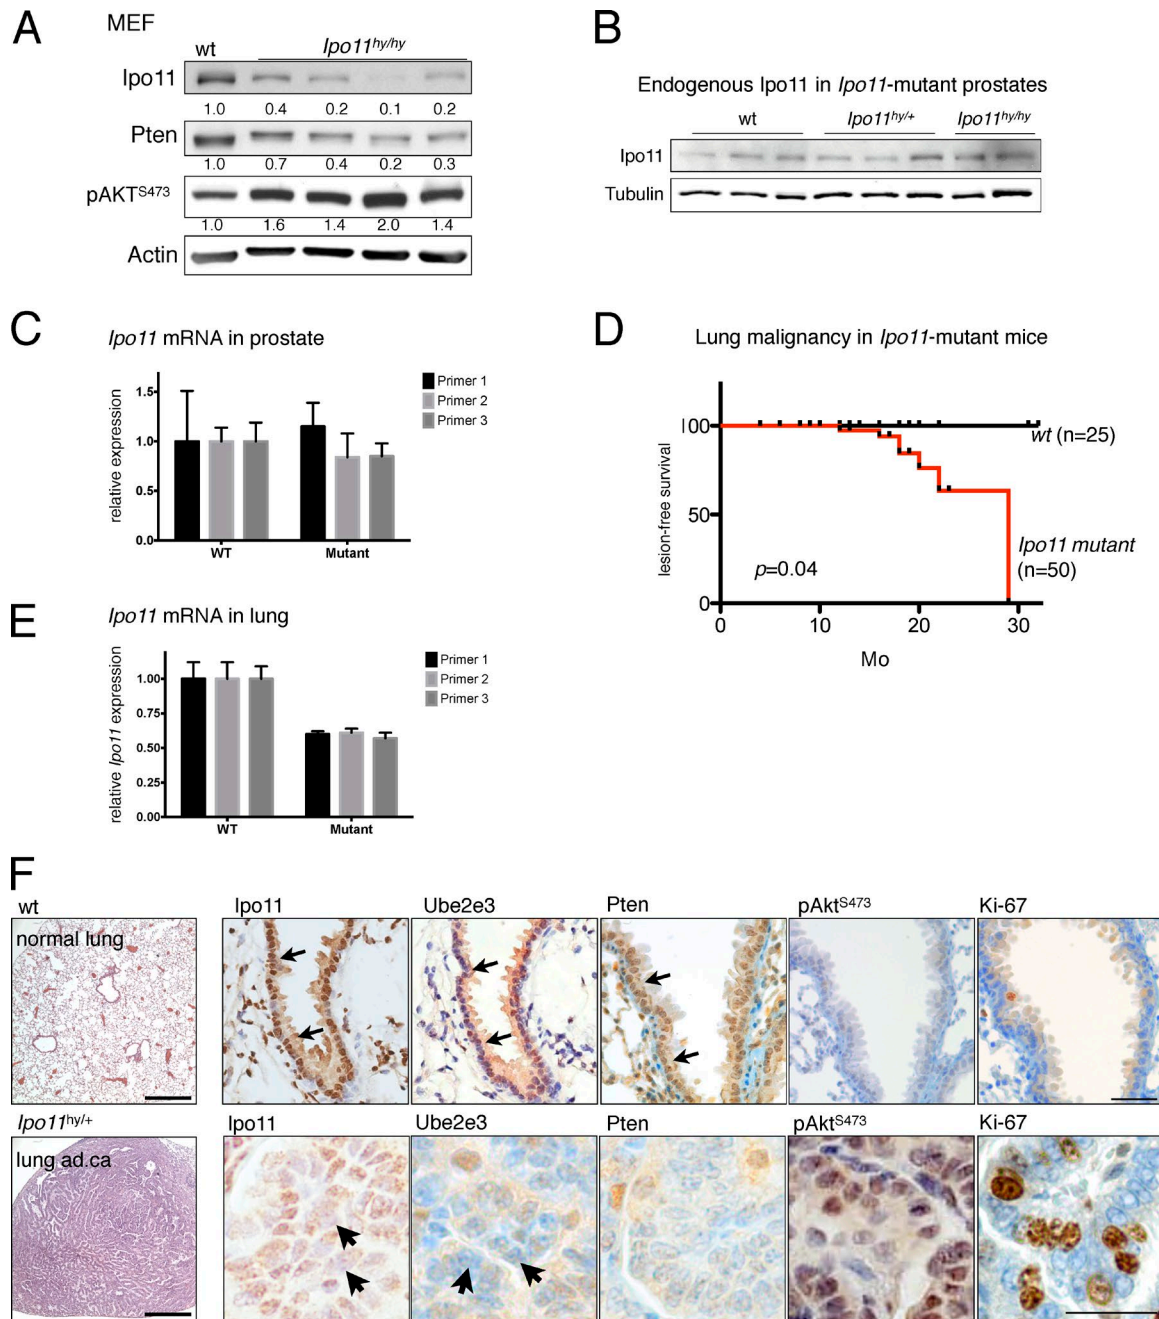 A
MEF
wt
Ipo11hy/hy
Ipo11
1.0 0.4 0.2 0.1 0.2
Pten
1.0 0.7 0.4 0.2 0.3
pAKTS473
1.0 1.6 1.4 2.0 1.4
Actin
B
Endogenous Ipo11 in Ipo11-mutant prostates
wt Ipo11hy/+ Ipo11hy/hy
Ipo11
Tubulin
C
Ipo11 mRNA in prostate
relative expression
1.5
1.0
0.5
0.0
WT Mutant
Primer 1
Primer 2
Primer 3
D
Lung malignancy in Ipo11-mutant mice
lesion-free survival
100
50
0
0 10 20 30
Mo
wt (n=25)
Ipo11 mutant
(n=50)
p=0.04
E
Ipo11 mRNA in lung
relative Ipo11 expression
1.00
0.75
0.50
0.25
0.00
WT Mutant
Primer 1
Primer 2
Primer 3
F
wt
normal lung
Ipo11 Ube2e3 Pten pAktS473 Ki-67
Ipo11hy/+
lung ad.ca
Ipo11 Ube2e3 Pten pAktS473 Ki-67